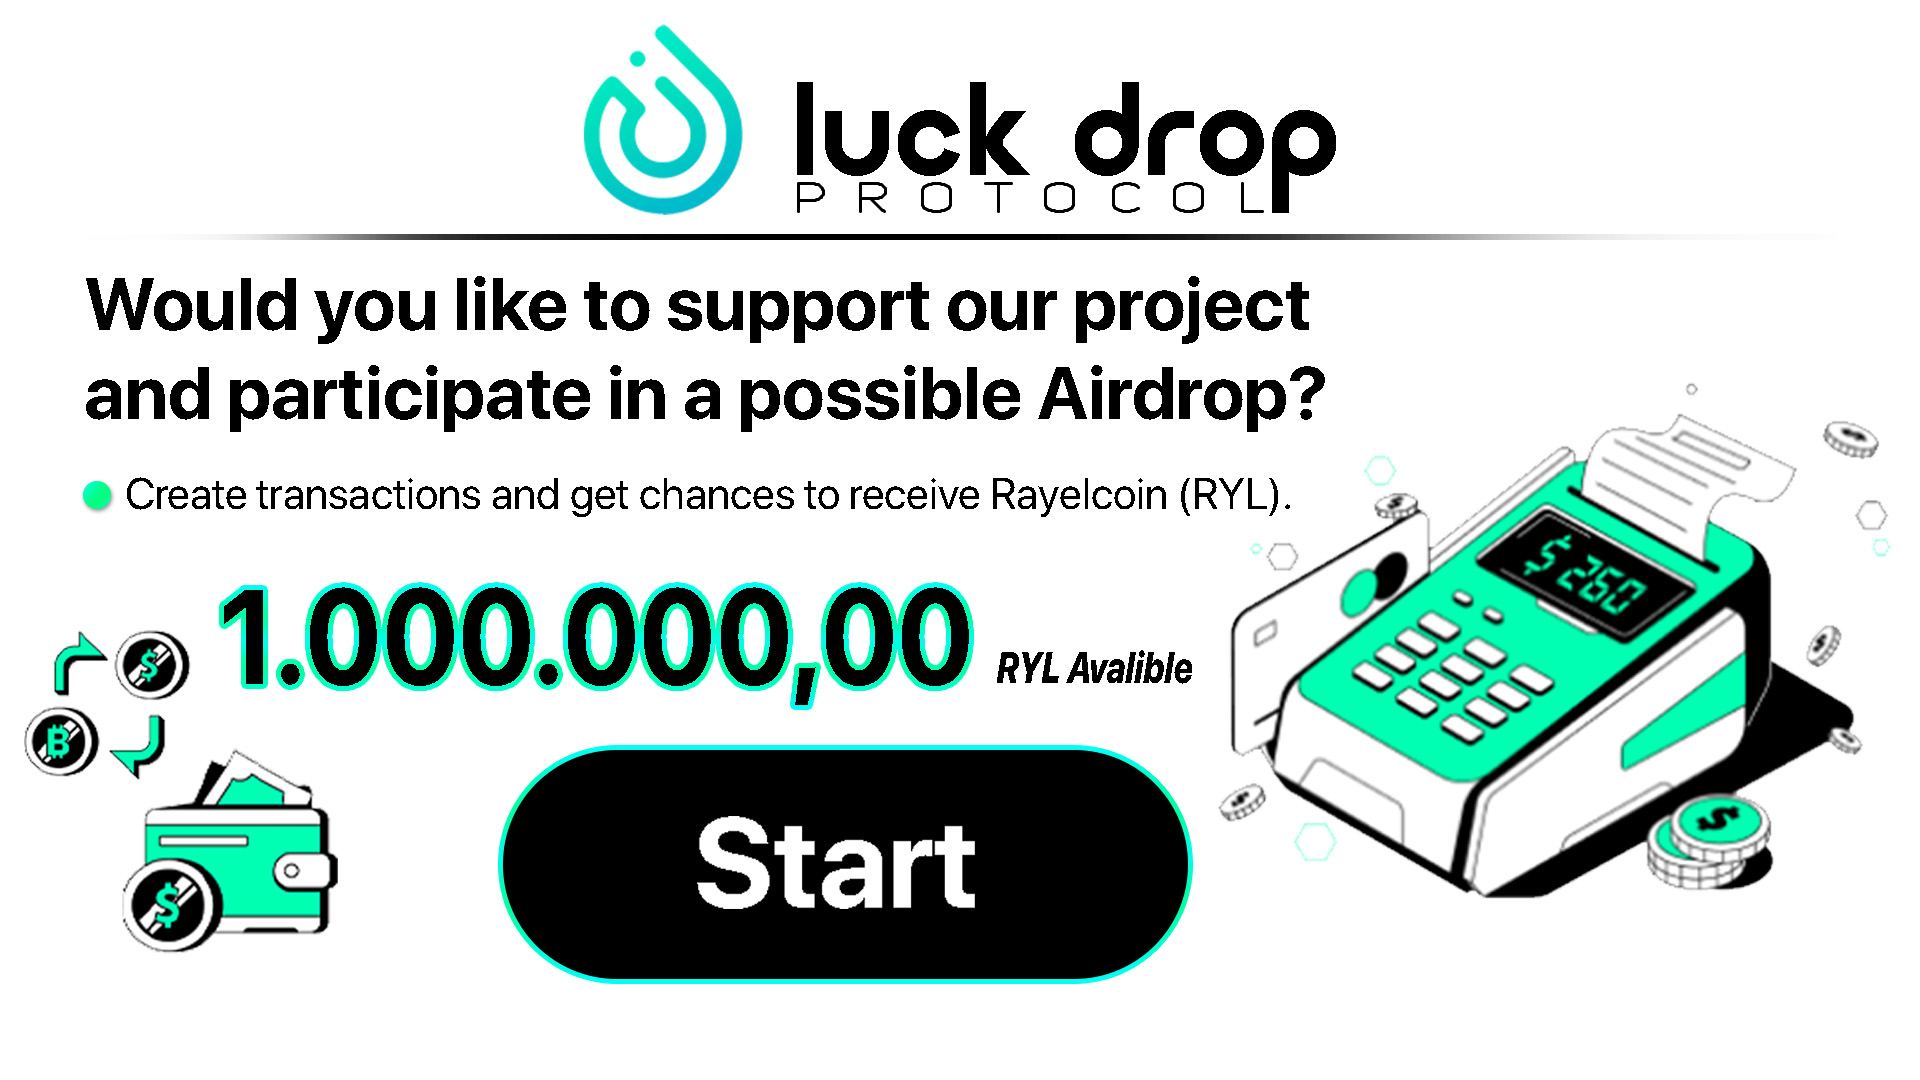 luck drop
PROTOCOL
Would you like to support our project
and participate in a possible Airdrop?
Create transactions and get chances to receive Rayelcoin (RYL).
$ 260
1.000.000,00 RYL Avalible
Start